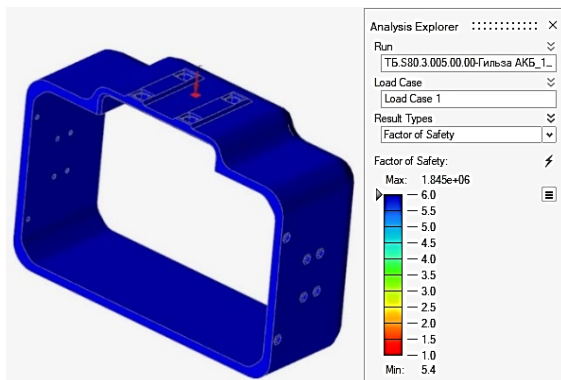 Analysis Explorer
Run
ТБ.S80.3.005.00.00-Гильза АКБ_1...
Load Case
Load Case 1
Result Types
Factor of Safety
Factor of Safety:
Max: 1.845e+06
6.0
5.5
5.0
4.5
4.0
3.5
3.0
2.5
2.0
1.5
1.0
Min: 5.4